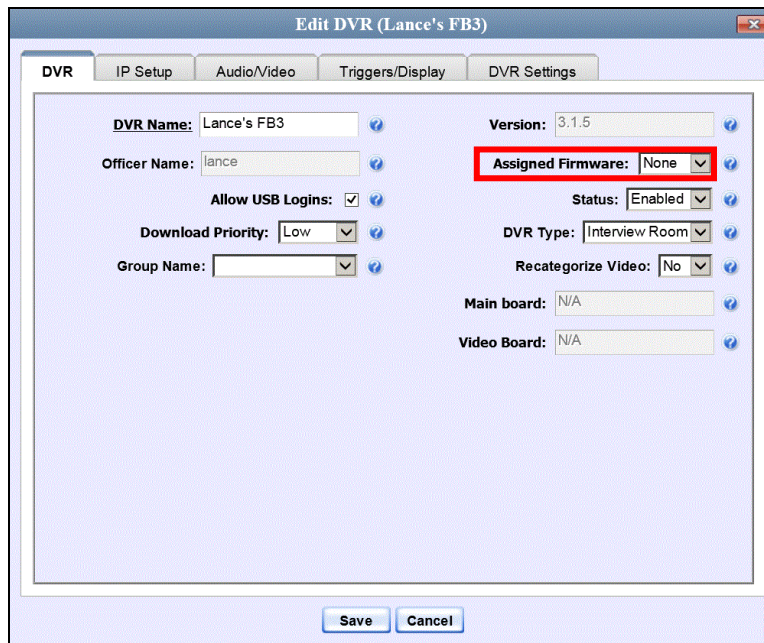 Edit DVR (Lance's FB3)
DVR IP Setup Audio/Video Triggers/Display DVR Settings
DVR Name: Lance's FB3 Version: 3.1.5
Officer Name: lance Assigned Firmware: None
Allow USB Logins: Status: Enabled
Download Priority: Low DVR Type: Interview Room
Group Name: Recategorize Video: No
Main board: N/A
Video Board: N/A
Save Cancel